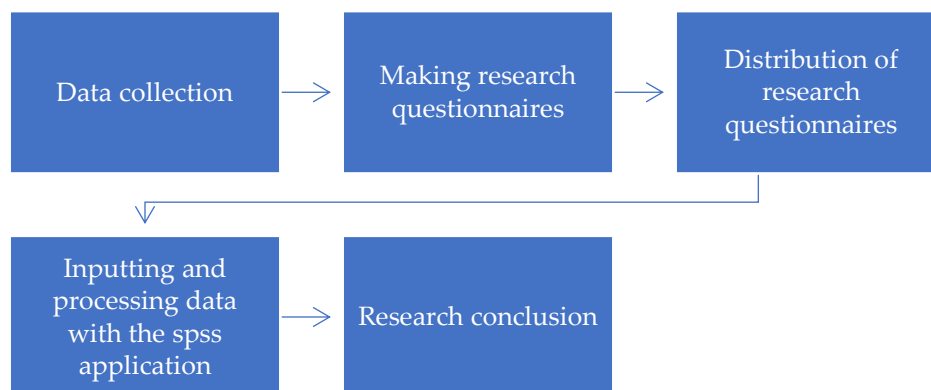 Data collection
Making research
questionnaires
Distribution of
research
questionnaires
Inputting and
processing data
with the spss
application
Research conclusion